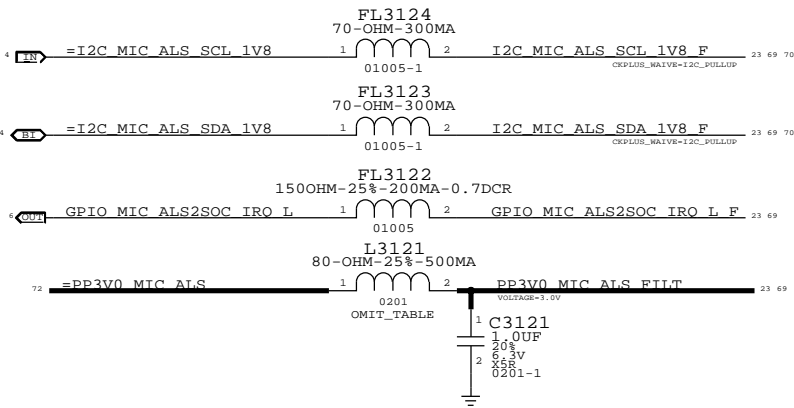 FL3124
70-OHM-300MA
4 IN =I2C_MIC_ALS_SCL_1V8 1 2 I2C_MIC_ALS_SCL_1V8_F 23 69 70
CKPLUS_WAIVE=I2C_PULLUP
01005-1
FL3123
70-OHM-300MA
4 BI =I2C_MIC_ALS_SDA_1V8 1 2 I2C_MIC_ALS_SDA_1V8_F 23 69 70
CKPLUS_WAIVE=I2C_PULLUP
01005-1
FL3122
150OHM-25%-200MA-0.7DCR
6 OUT GPIO_MIC_ALS2SOC_IRQ_L 1 2 GPIO_MIC_ALS2SOC_IRQ_L_F 23 69
01005
L3121
80-OHM-25%-500MA
72 =PP3V0_MIC_ALS 1 2 PP3V0_MIC_ALS_FILT 23 69
VOLTAGE=3.0V
0201
OMIT_TABLE
1 C3121
1.0UF
20%
6.3V
2 X5R
0201-1